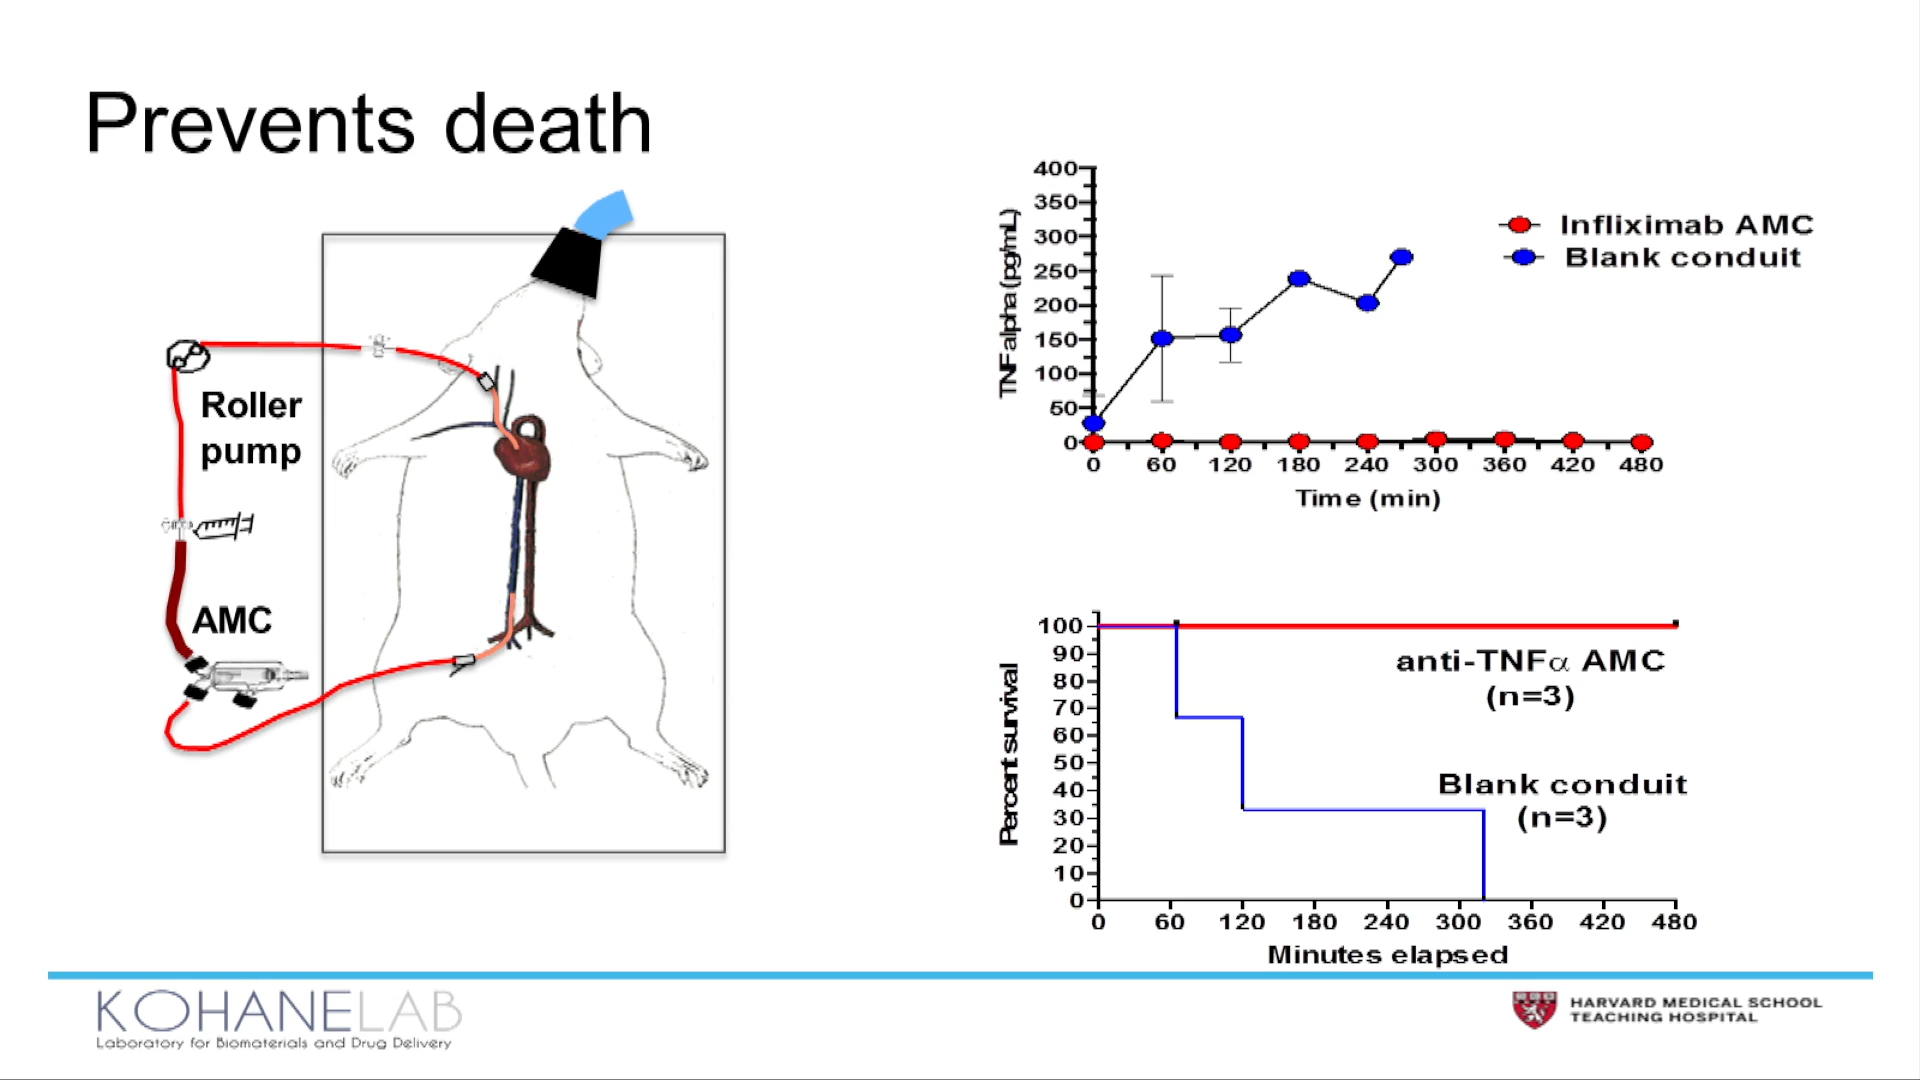 Prevents death
Roller
pump
AMC
400
350
300
250
200
150
100
50
0
TNF alpha (pg/mL)
0 60 120 180 240 300 360 420 480
Time (min)
Infliximab AMC
Blank conduit
100
90
80
70
60
50
40
30
20
10
0
Percent survival
anti-TNFα AMC
(n=3)
Blank conduit
(n=3)
0 60 120 180 240 300 360 420 480
Minutes elapsed
KOHANELAB
Laboratory for Biomaterials and Drug Delivery
HARVARD MEDICAL SCHOOL
TEACHING HOSPITAL